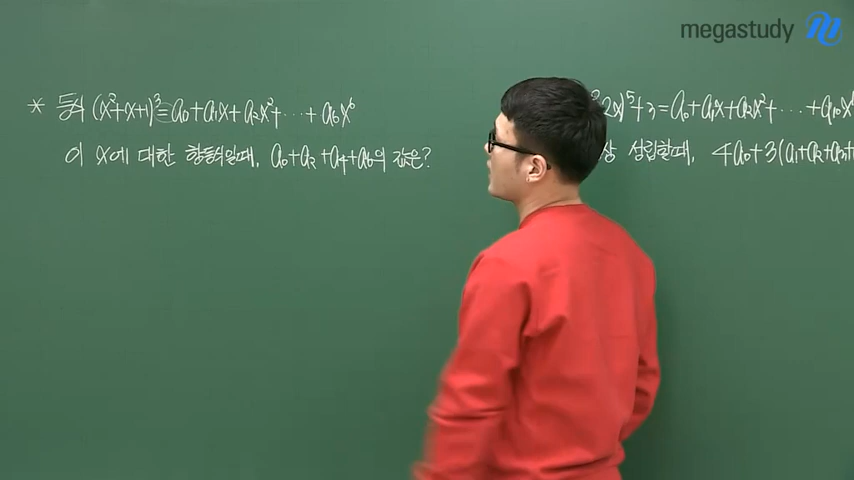 megastudy
* 등식 (x²+x+1)³=a₀+a₁x+a₂x²+⋯+a₆x⁶
이 x에 대한 항등식일때, a₀+a₂+a₄+a₆의 값은?
2x)⁵+3=a₀+a₁x+a₂x²+⋯+a₁₀x
상 성립할때, 4a₀+3(a₁+a₂+a₃+